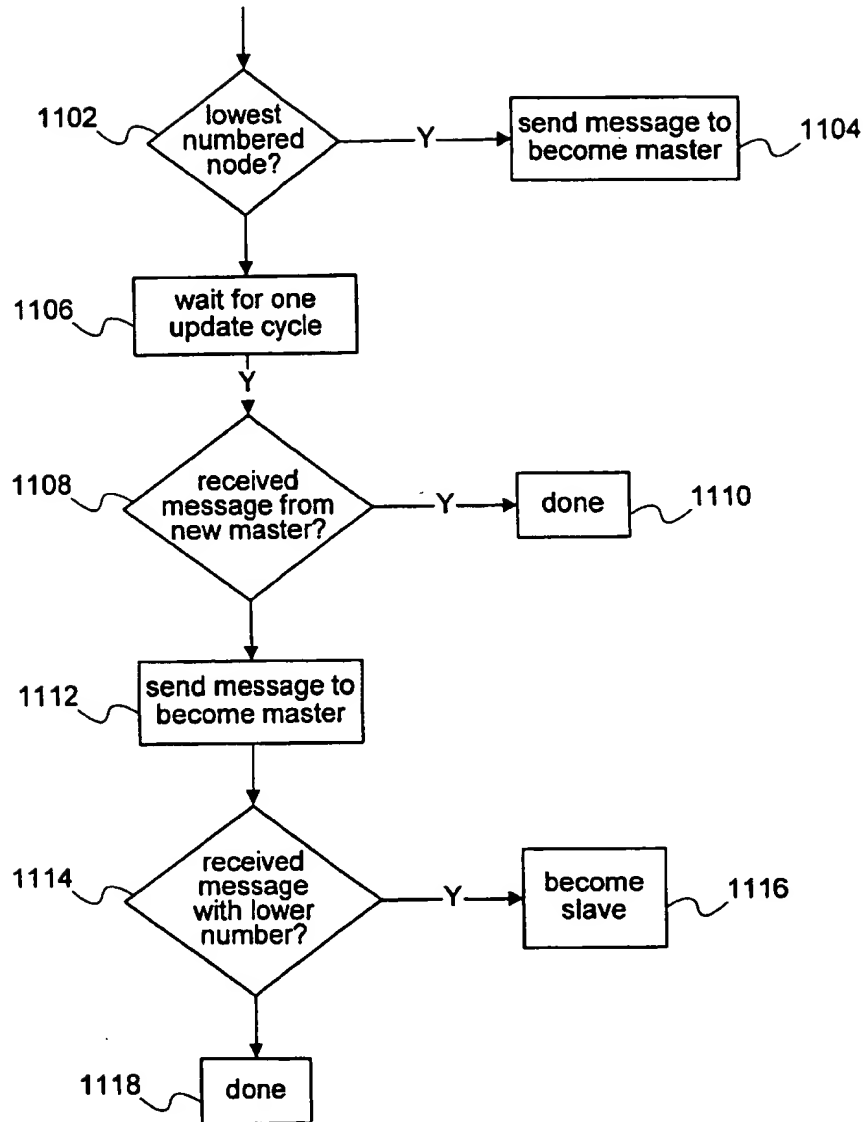 1102
lowest
numbered
node?
Y
send message to
become master
1104
1106
wait for one
update cycle
Y
1108
received
message from
new master?
Y
done
1110
1112
send message to
become master
1114
received
message
with lower
number?
Y
become
slave
1116
1118
done